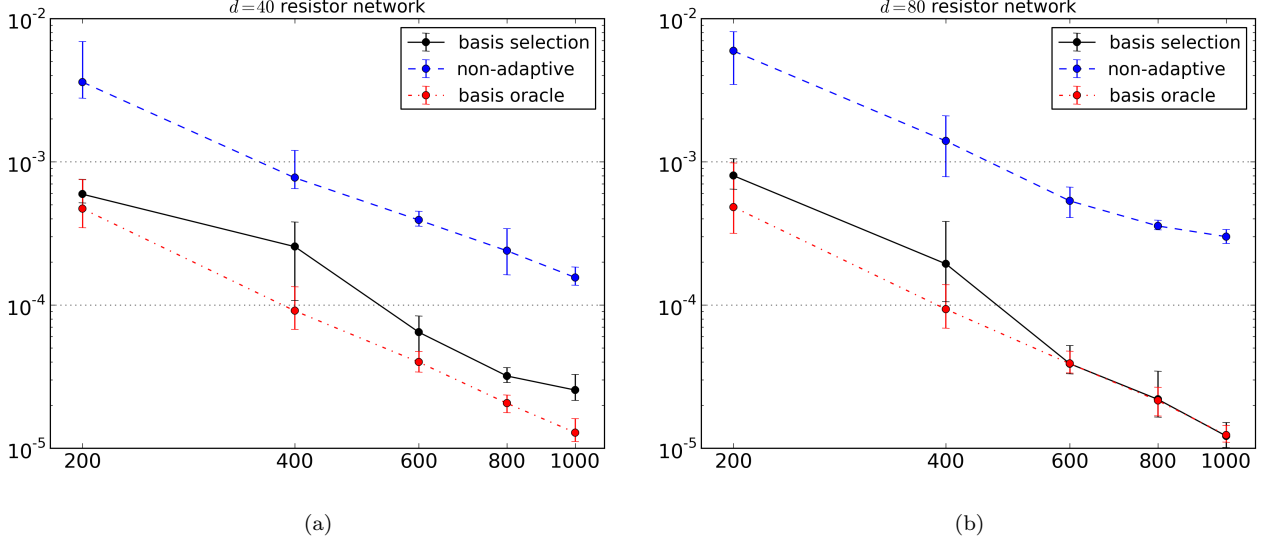 d=40 resistor network
10^-2
10^-3
10^-4
10^-5
basis selection
non-adaptive
basis oracle
200 400 600 800 1000
(a)
d=80 resistor network
10^-2
10^-3
10^-4
10^-5
basis selection
non-adaptive
basis oracle
200 400 600 800 1000
(b)